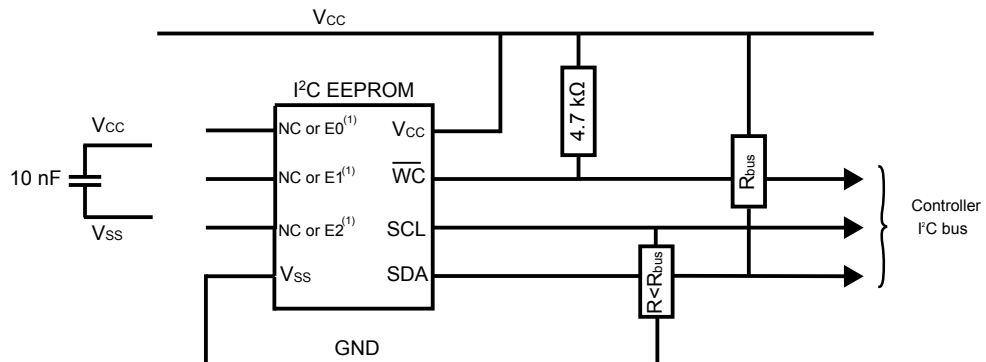 VCC
I²C EEPROM
NC or E0(1)
VCC
4.7 kΩ
VCC
10 nF
NC or E1(1)
WC
Rbus
Controller
I²C bus
NC or E2(1)
SCL
VSS
VSS
SDA
R<Rbus
GND